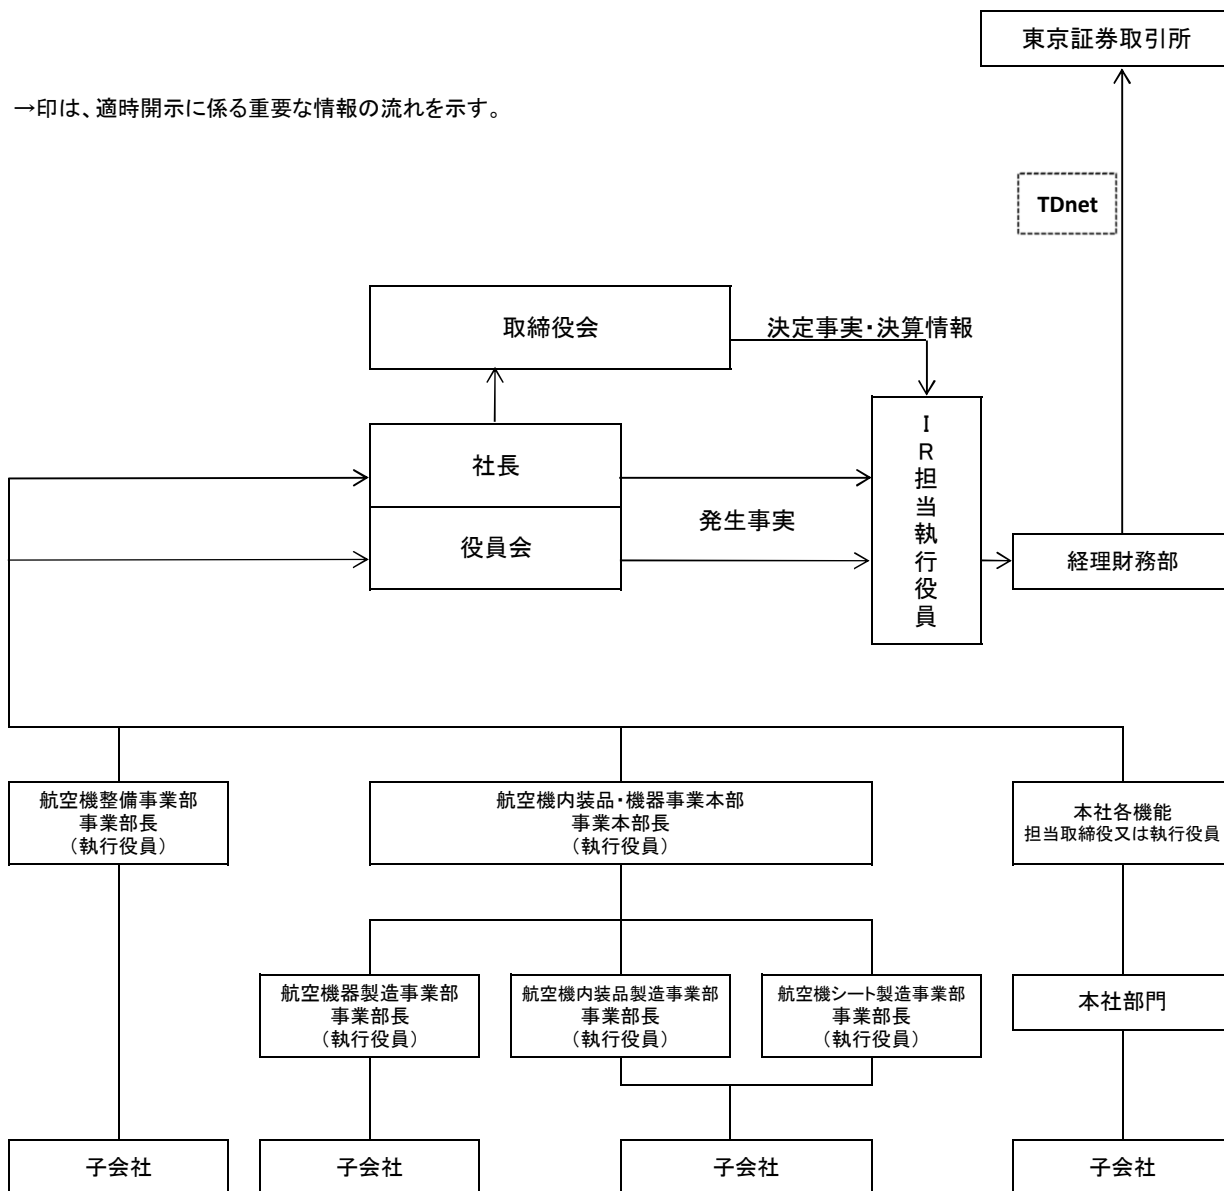 東京証券取引所
→印は、適時開示に係る重要な情報の流れを示す。
TDnet
取締役会
決定事実・決算情報
社長
役員会
発生事実
IR担当執行役員
経理財務部
航空機整備事業部
事業部長
(執行役員)
航空機内装品・機器事業本部
事業本部長
(執行役員)
本社各機能
担当取締役又は執行役員
航空機器製造事業部
事業部長
(執行役員)
航空機内装品製造事業部
事業部長
(執行役員)
航空機シート製造事業部
事業部長
(執行役員)
本社部門
子会社
子会社
子会社
子会社